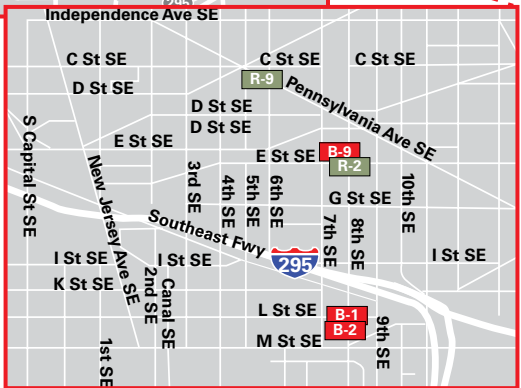 295
Independence Ave SE
C St SE
C St SE
C St SE
R-9
Pennsylvania Ave SE
D St SE
D St SE
D St SE
S Capital St SE
E St SE
E St SE
B-9
R-2
New Jersey Ave SE
3rd SE
4th SE
5th SE
6th SE
10th SE
G St SE
Southeast Fwy
7th SE
8th SE
I St SE
I St SE
I St SE
295
K St SE
2nd SE
Canal SE
L St SE
B-1
M St SE
B-2
9th SE
1st SE